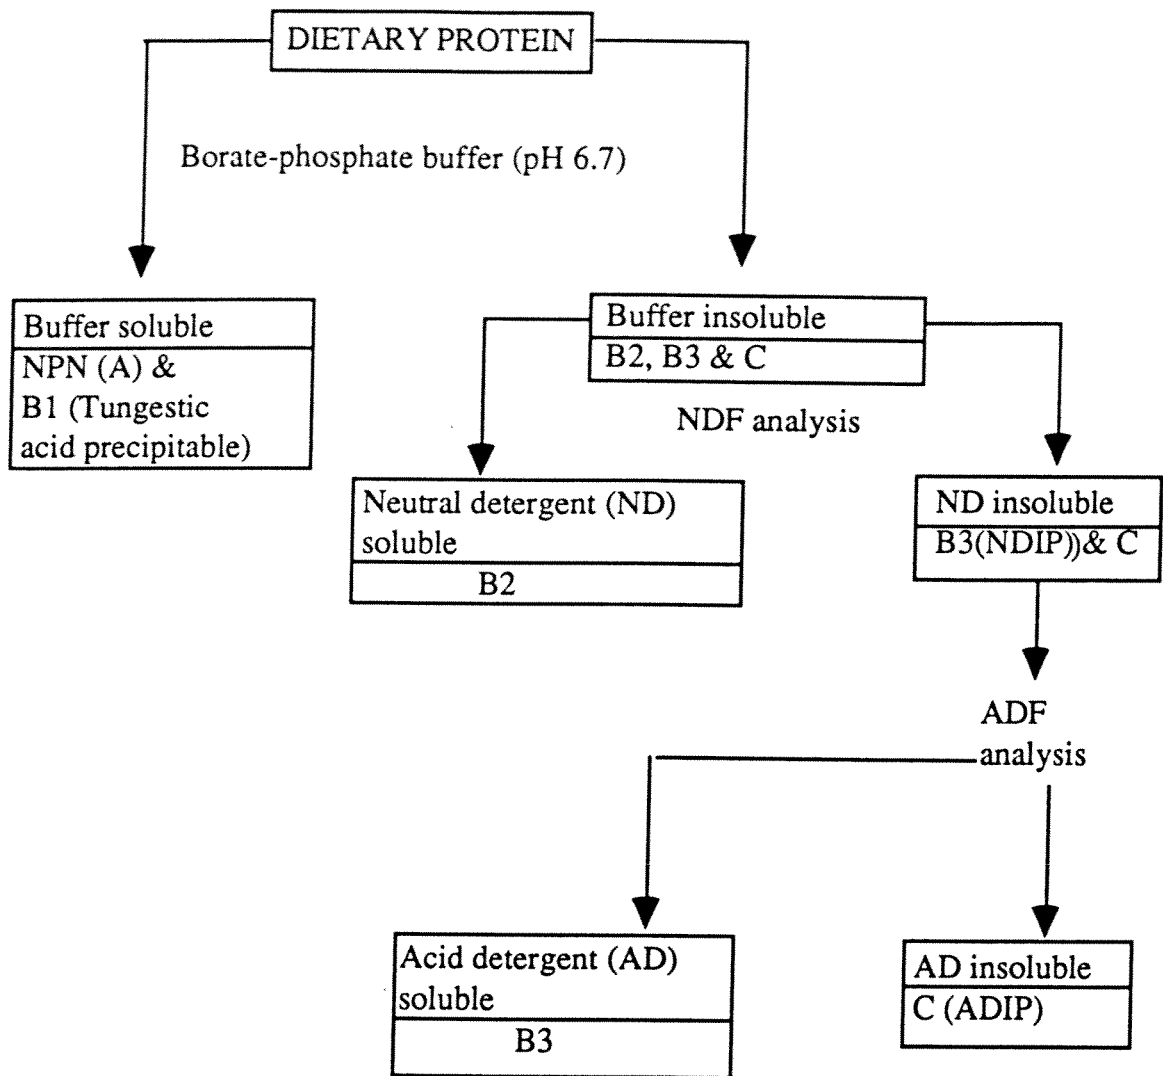 DIETARY PROTEIN
Borate-phosphate buffer (pH 6.7)
Buffer soluble
NPN (A) &
B1 (Tungestic
acid precipitable)
Buffer insoluble
B2, B3 & C
NDF analysis
Neutral detergent (ND)
soluble
B2
ND insoluble
B3(NDIP))& C
ADF
analysis
Acid detergent (AD)
soluble
B3
AD insoluble
C (ADIP)